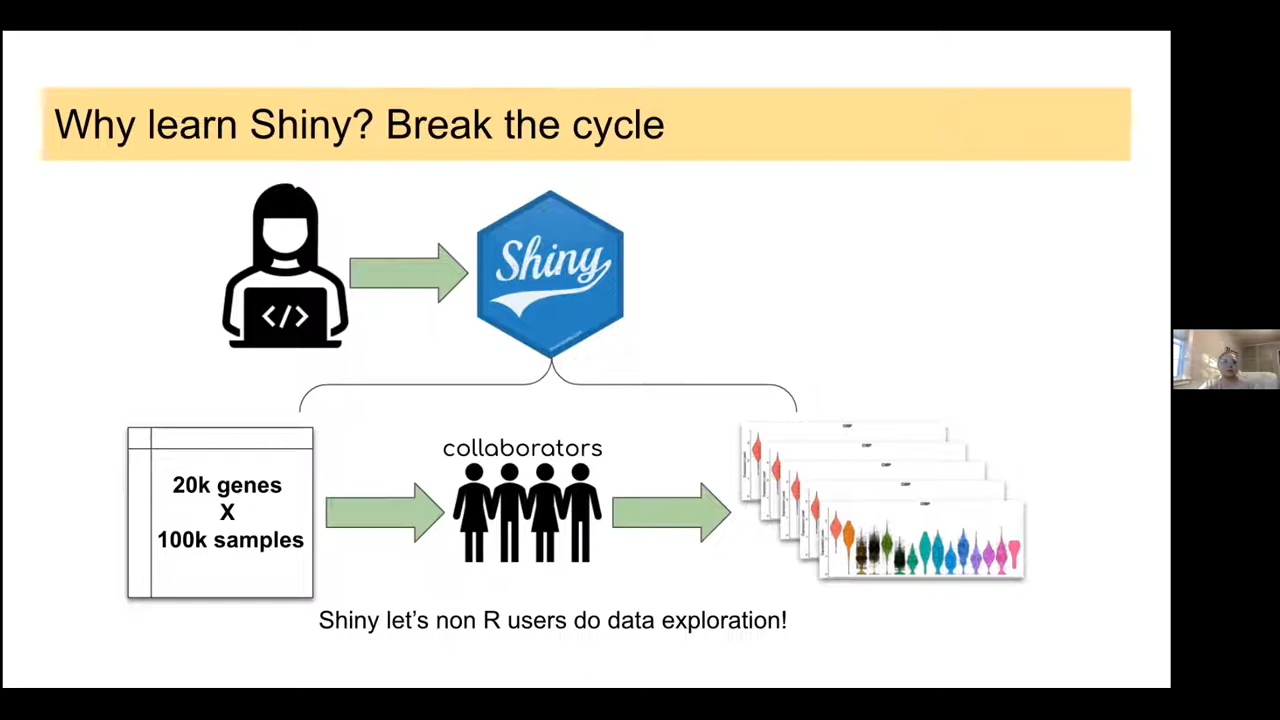 Why learn Shiny? Break the cycle
Shiny
</>
collaborators
20k genes
X
100k samples
Shiny let's non R users do data exploration!